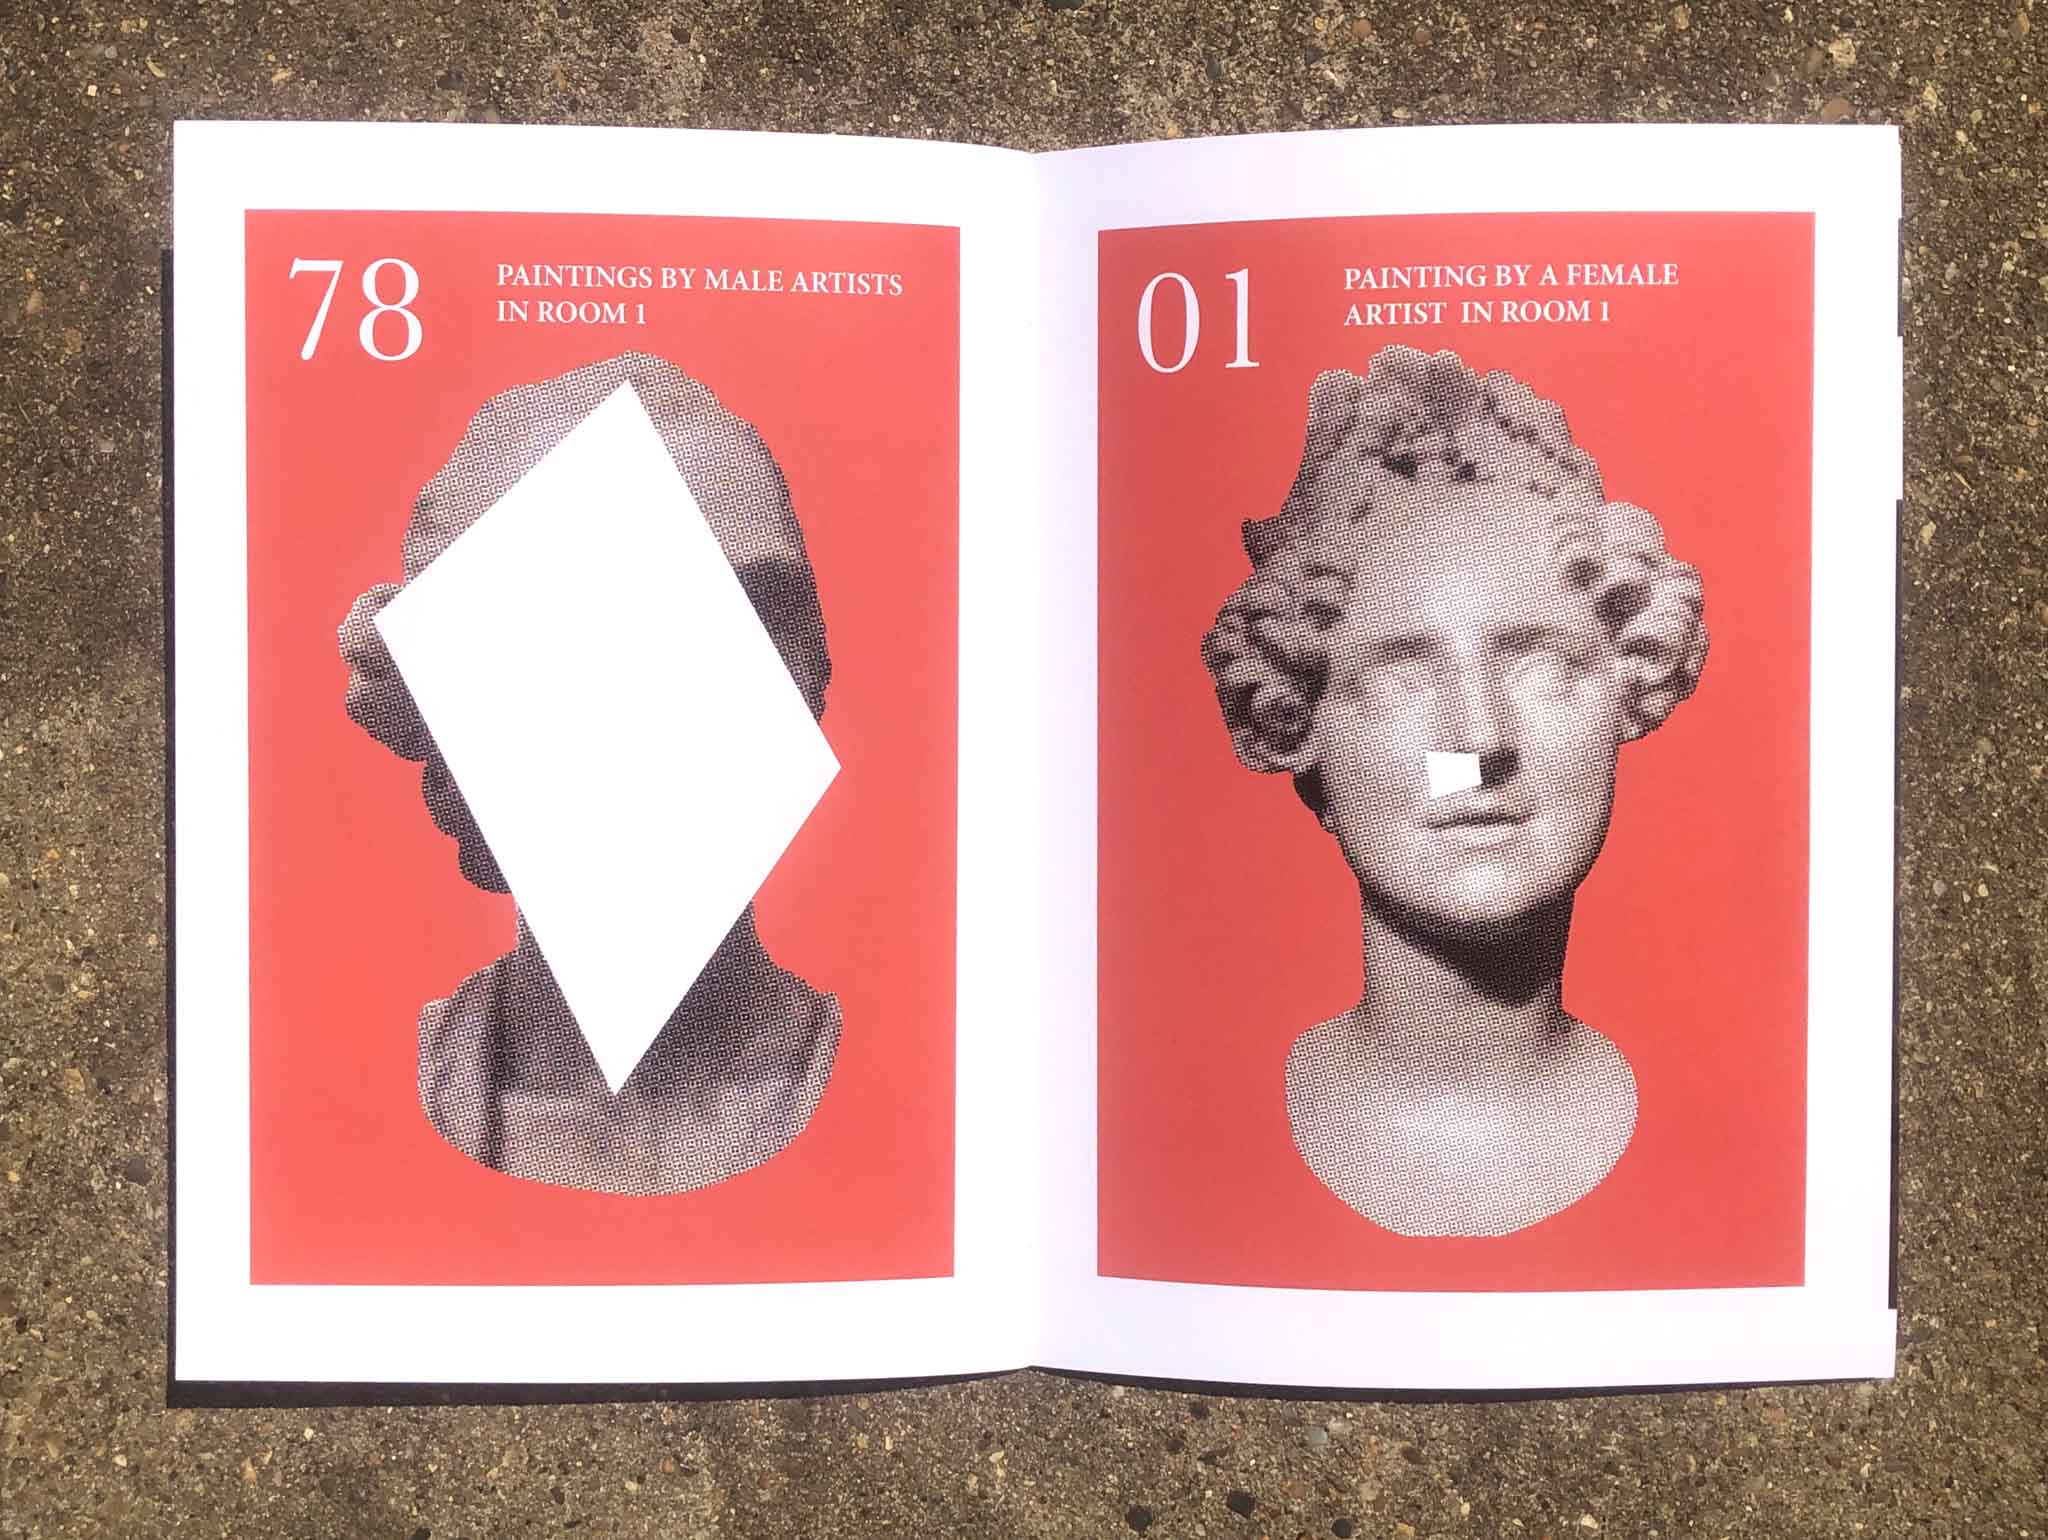 78
PAINTINGS BY MALE ARTISTS
IN ROOM 1
01
PAINTING BY A FEMALE
ARTIST IN ROOM 1